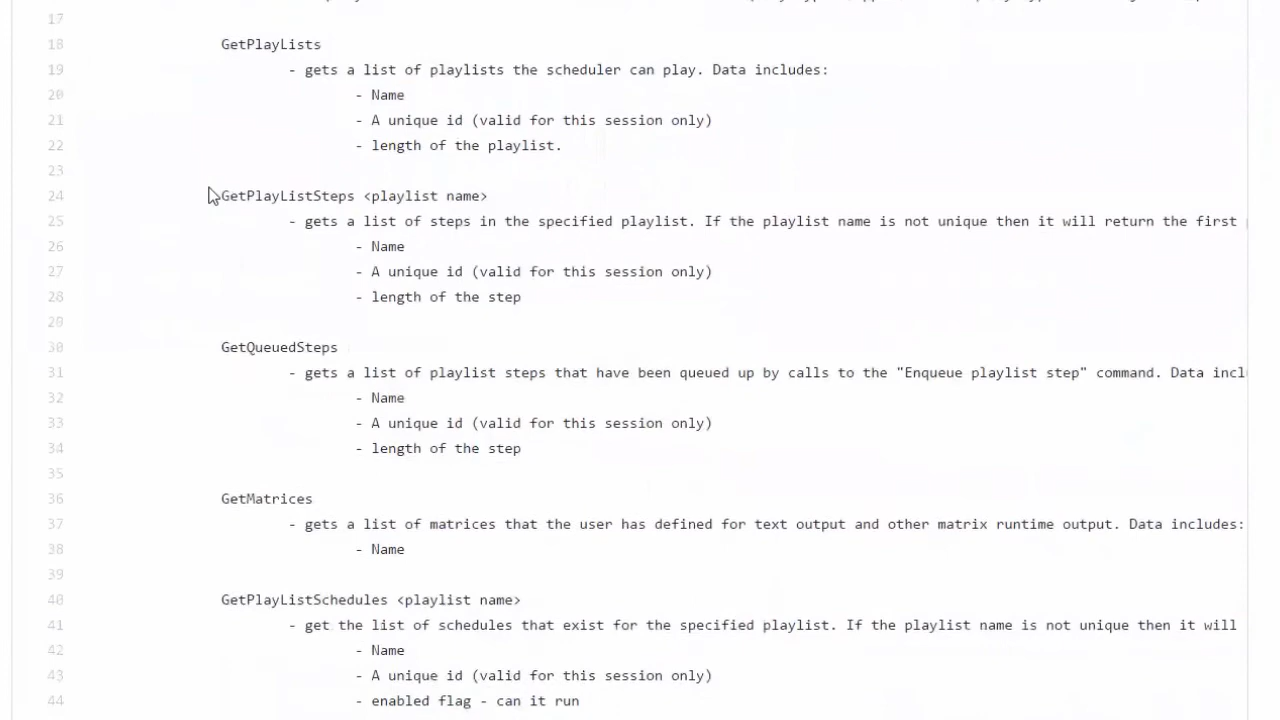 17
18 GetPlayLists
19 - gets a list of playlists the scheduler can play. Data includes:
20 - Name
21 - A unique id (valid for this session only)
22 - length of the playlist.
23
24 GetPlayListSteps <playlist name>
25 - gets a list of steps in the specified playlist. If the playlist name is not unique then it will return the first
26 - Name
27 - A unique id (valid for this session only)
28 - length of the step
29
30 GetQueuedSteps
31 - gets a list of playlist steps that have been queued up by calls to the "Enqueue playlist step" command. Data incl
32 - Name
33 - A unique id (valid for this session only)
34 - length of the step
35
36 GetMatrices
37 - gets a list of matrices that the user has defined for text output and other matrix runtime output. Data includes:
38 - Name
39
40 GetPlayListSchedules <playlist name>
41 - get the list of schedules that exist for the specified playlist. If the playlist name is not unique then it will
42 - Name
43 - A unique id (valid for this session only)
44 - enabled flag - can it run